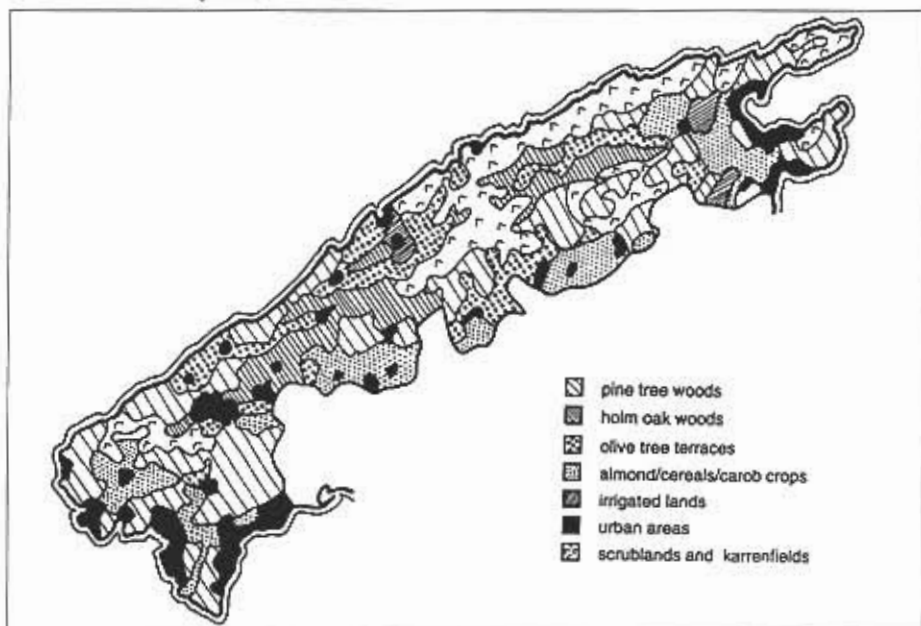 pine tree woods
holm oak woods
olive tree terraces
almond/cereals/carob crops
irrigated lands
urban areas
scrublands and karrenfields